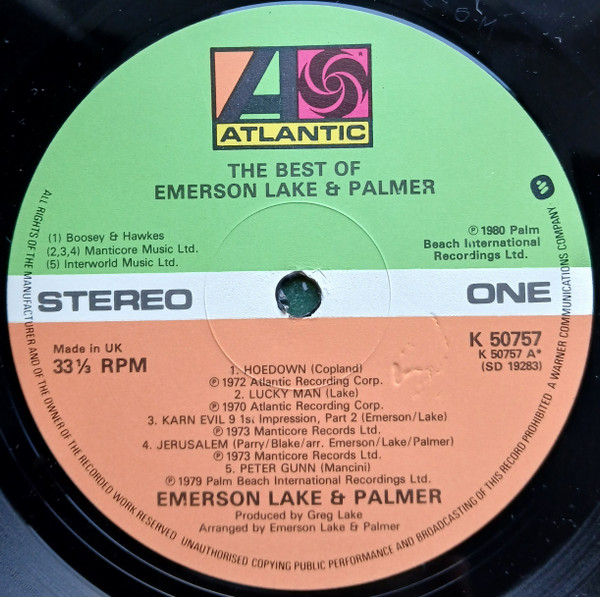 ATLANTIC
THE BEST OF
EMERSON LAKE & PALMER
(1) Boosey & Hawkes
(2,3,4) Manticore Music Ltd.
(5) Interworld Music Ltd.
℗ 1980 Palm
Beach International
Recordings Ltd.
STEREO
ONE
Made in UK
33⅓ RPM
K 50757
K 50757 A*
(SD 19283)
1. HOEDOWN (Copland)
℗ 1972 Atlantic Recording Corp.
2. LUCKY MAN (Lake)
℗ 1970 Atlantic Recording Corp.
3. KARN EVIL 9 1st Impression, Part 2 (Emerson/Lake)
℗ 1973 Manticore Records Ltd.
4. JERUSALEM (Parry/Blake/arr. Emerson/Lake/Palmer)
℗ 1973 Manticore Records Ltd.
5. PETER GUNN (Mancini)
℗ 1979 Palm Beach International Recordings Ltd.
EMERSON LAKE & PALMER
Produced by Greg Lake
Arranged by Emerson Lake & Palmer
ALL RIGHTS OF THE MANUFACTURER AND OF THE OWNER OF THE RECORDED WORK RESERVED UNAUTHORISED COPYING PUBLIC PERFORMANCE AND BROADCASTING OF THIS RECORD PROHIBITED A WARNER COMMUNICATIONS COMPANY